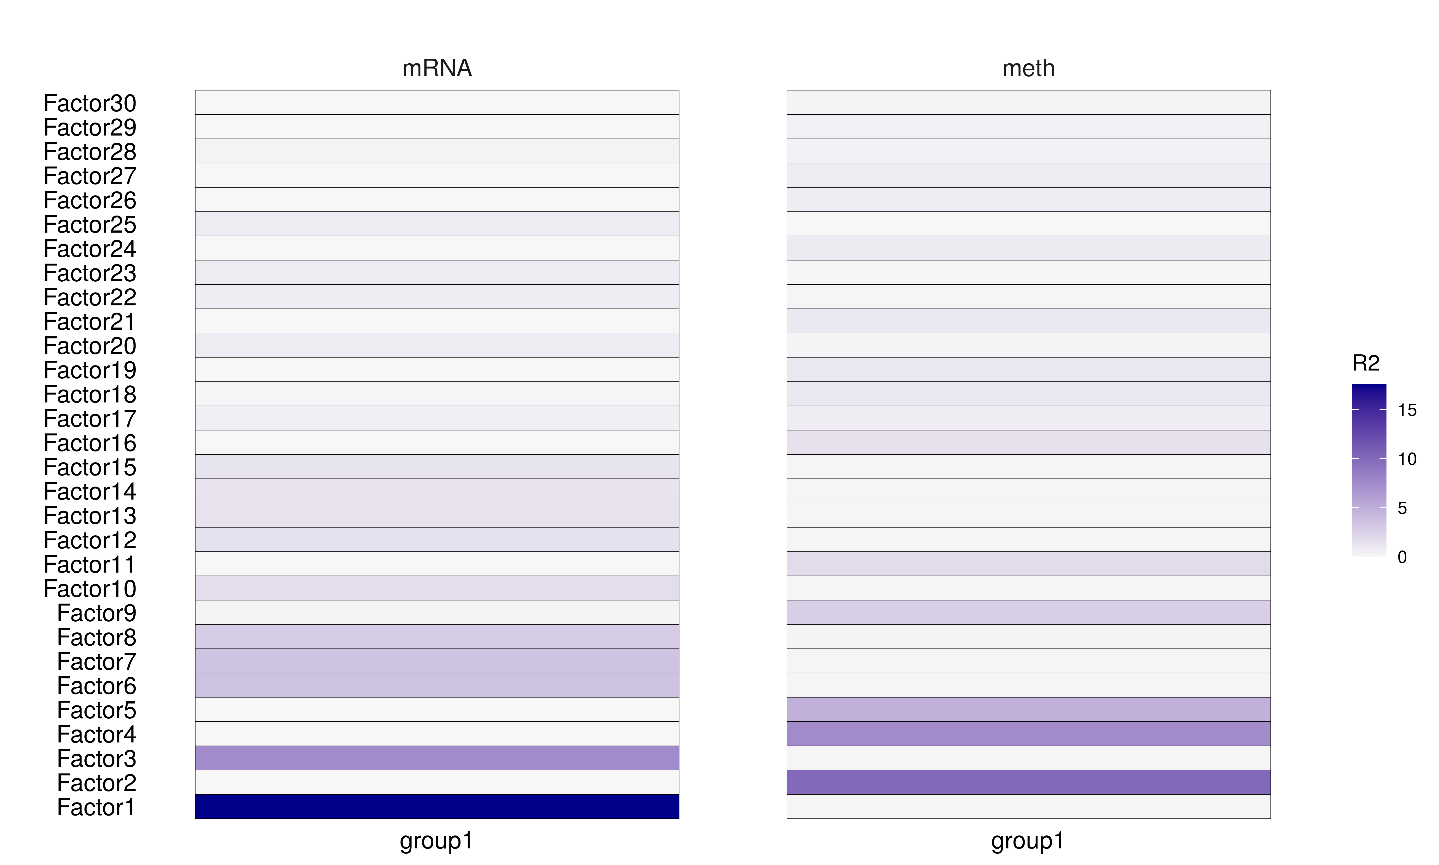 mRNA
meth
Factor30
Factor29
Factor28
Factor27
Factor26
Factor25
Factor24
Factor23
Factor22
Factor21
Factor20
Factor19
Factor18
Factor17
Factor16
Factor15
Factor14
Factor13
Factor12
Factor11
Factor10
Factor9
Factor8
Factor7
Factor6
Factor5
Factor4
Factor3
Factor2
Factor1
group1
group1
R2
15
10
5
0